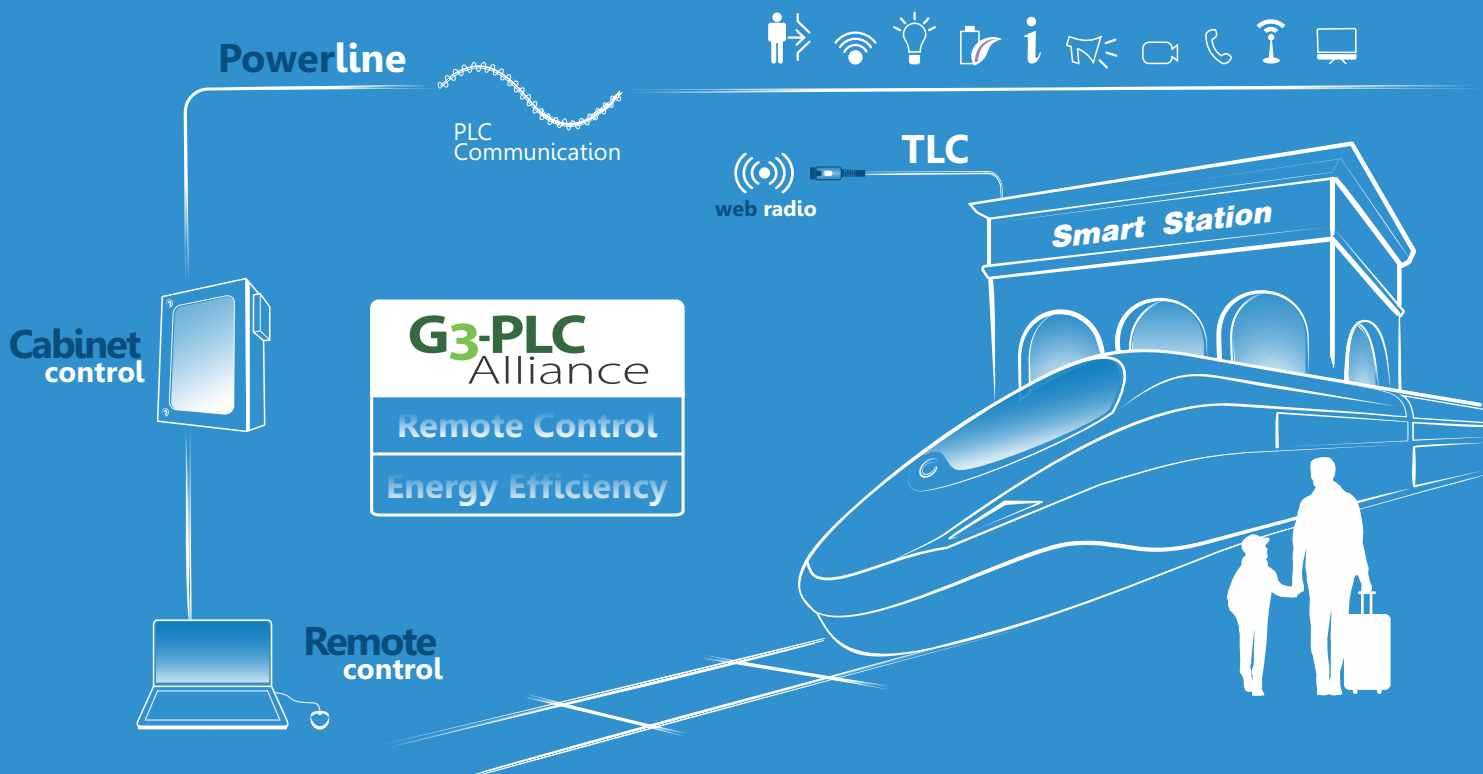 Powerline
PLC
Communication
TLC
web radio
Smart Station
Cabinet
control
G3-PLC
Alliance
Remote Control
Energy Efficiency
Remote
control